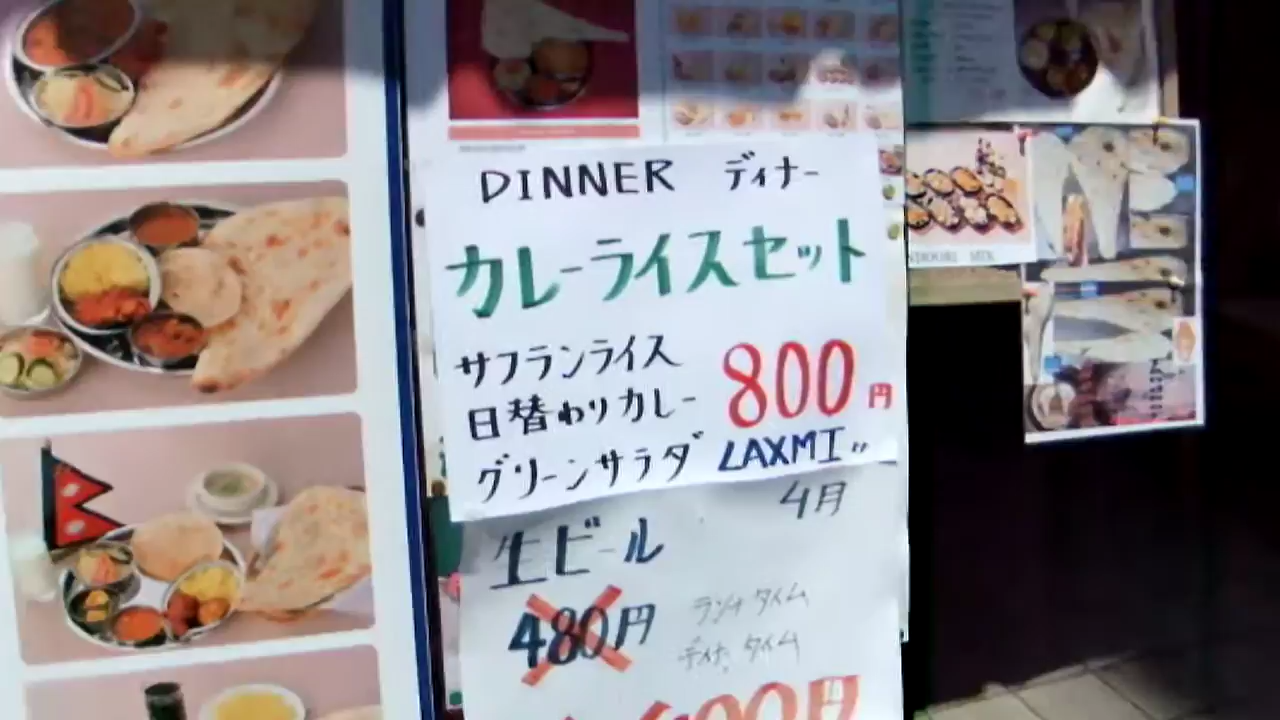 DINNER ディナー
カレーライスセット
サフランライス
日替わりカレー 800円
グリーンサラダ LAXMI
4月
生ビール
480円 ランチタイム
ディナータイム